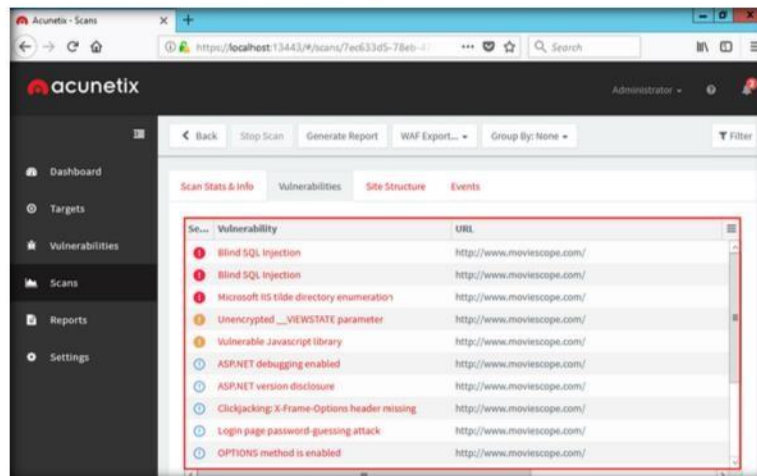 Acunetix - Scans
https://localhost:13443/#/scans/7ec633d5-78eb-4
Search
acunetix
Administrator
2
Back Stop Scan Generate Report WAF Export... Group By: None Filter
Dashboard
Targets
Vulnerabilities
Scans
Reports
Settings
Scan Stats & Info Vulnerabilities Site Structure Events
Se... Vulnerability URL
Blind SQL Injection http://www.moviescope.com/
Blind SQL Injection http://www.moviescope.com/
Microsoft IIS tilde directory enumeration http://www.moviescope.com/
Unencrypted __VIEWSTATE parameter http://www.moviescope.com/
Vulnerable Javascript library http://www.moviescope.com/
ASP.NET debugging enabled http://www.moviescope.com/
ASP.NET version disclosure http://www.moviescope.com/
Clickjacking: X-Frame-Options header missing http://www.moviescope.com/
Login page password-guessing attack http://www.moviescope.com/
OPTIONS method is enabled http://www.moviescope.com/